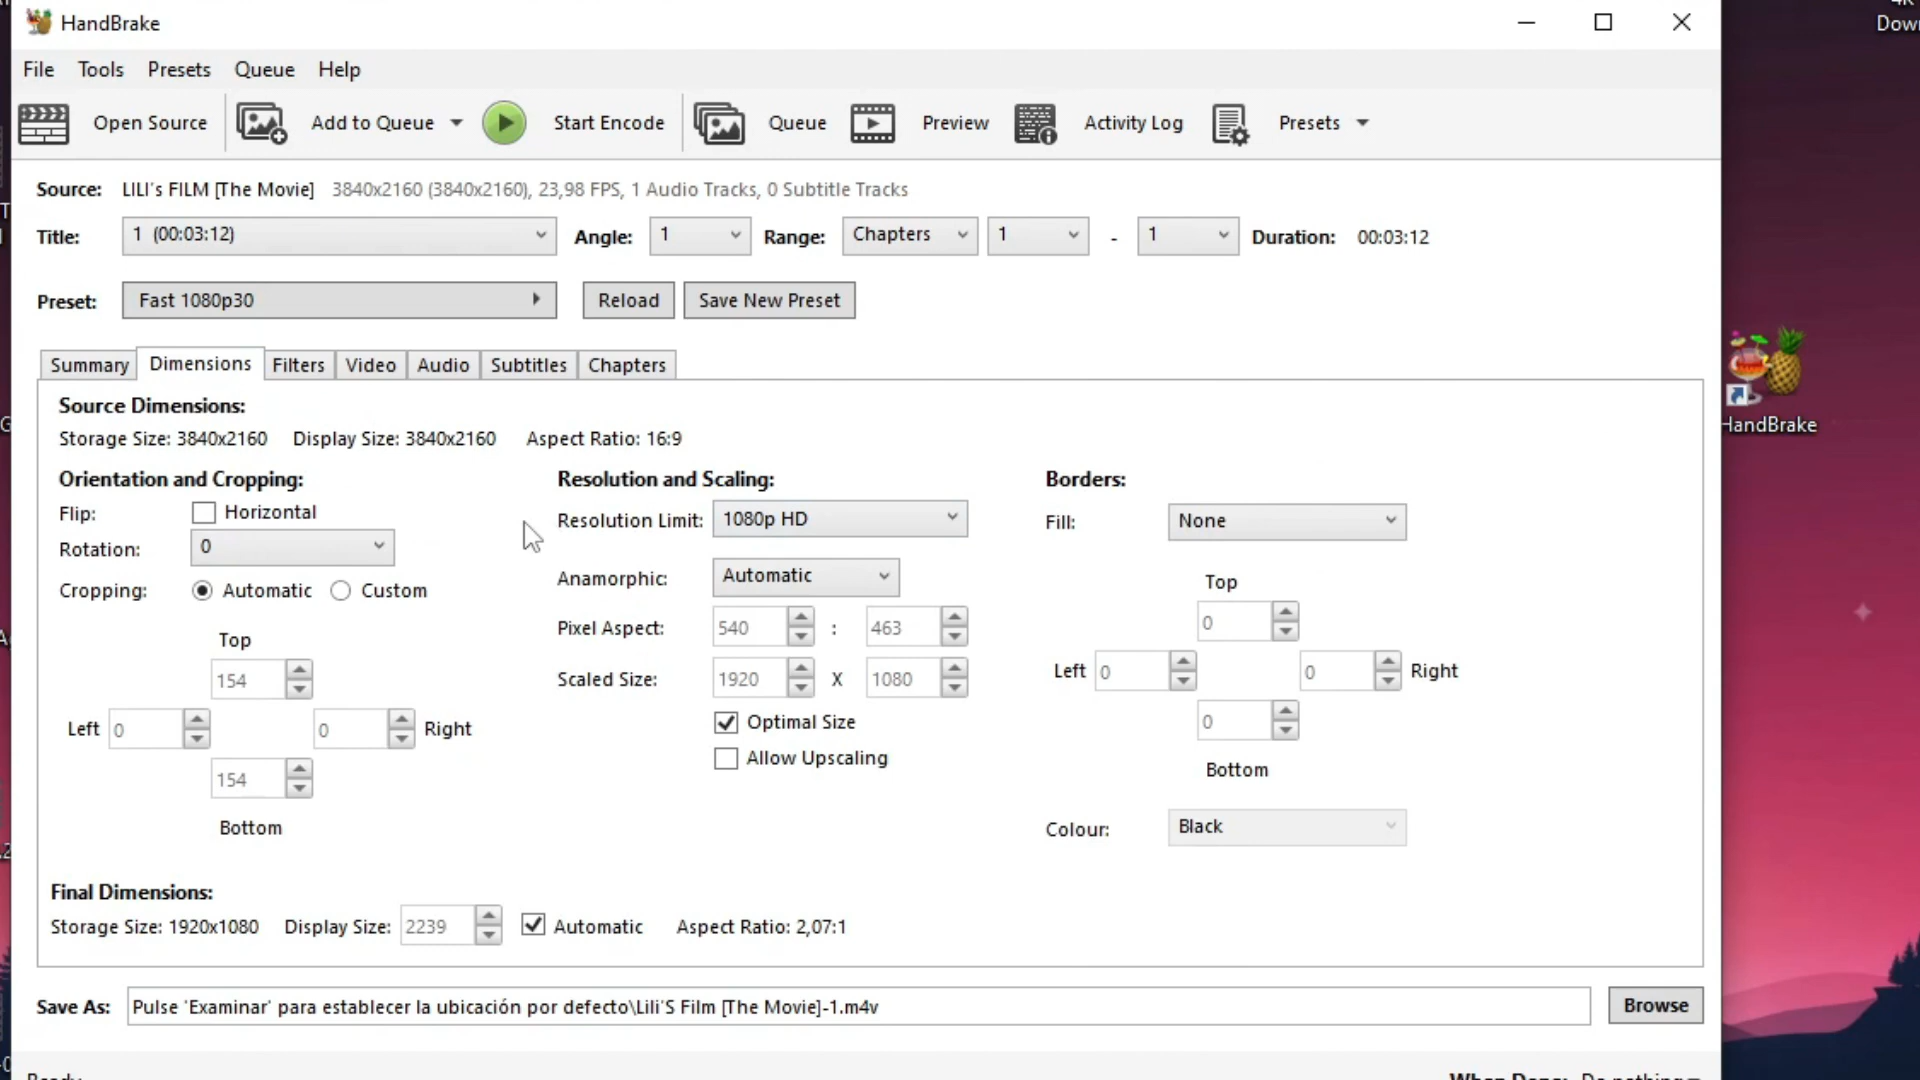 HandBrake
4K
Down
File Tools Presets Queue Help
Open Source Add to Queue Start Encode Queue Preview Activity Log Presets
Source: LILI's FILM [The Movie] 3840x2160 (3840x2160), 23,98 FPS, 1 Audio Tracks, 0 Subtitle Tracks
Title: 1 (00:03:12) Angle: 1 Range: Chapters 1 - 1 Duration: 00:03:12
Preset: Fast 1080p30 Reload Save New Preset
Summary Dimensions Filters Video Audio Subtitles Chapters
Source Dimensions:
Storage Size: 3840x2160 Display Size: 3840x2160 Aspect Ratio: 16:9
HandBrake
Orientation and Cropping: Resolution and Scaling: Borders:
Flip: Horizontal Resolution Limit: 1080p HD Fill: None
Rotation: 0
Cropping: Automatic Custom Anamorphic: Automatic Top
Pixel Aspect: 540 : 463 0
Top
154 Scaled Size: 1920 X 1080 Left 0 0 Right
Left 0 0 Right Optimal Size 0
Allow Upscaling Bottom
154
Bottom Colour: Black
Final Dimensions:
Storage Size: 1920x1080 Display Size: 2239 Automatic Aspect Ratio: 2,07:1
Save As: Pulse 'Examinar' para establecer la ubicación por defecto\Lili'S Film [The Movie]-1.m4v Browse
Ready When Done: Do nothing